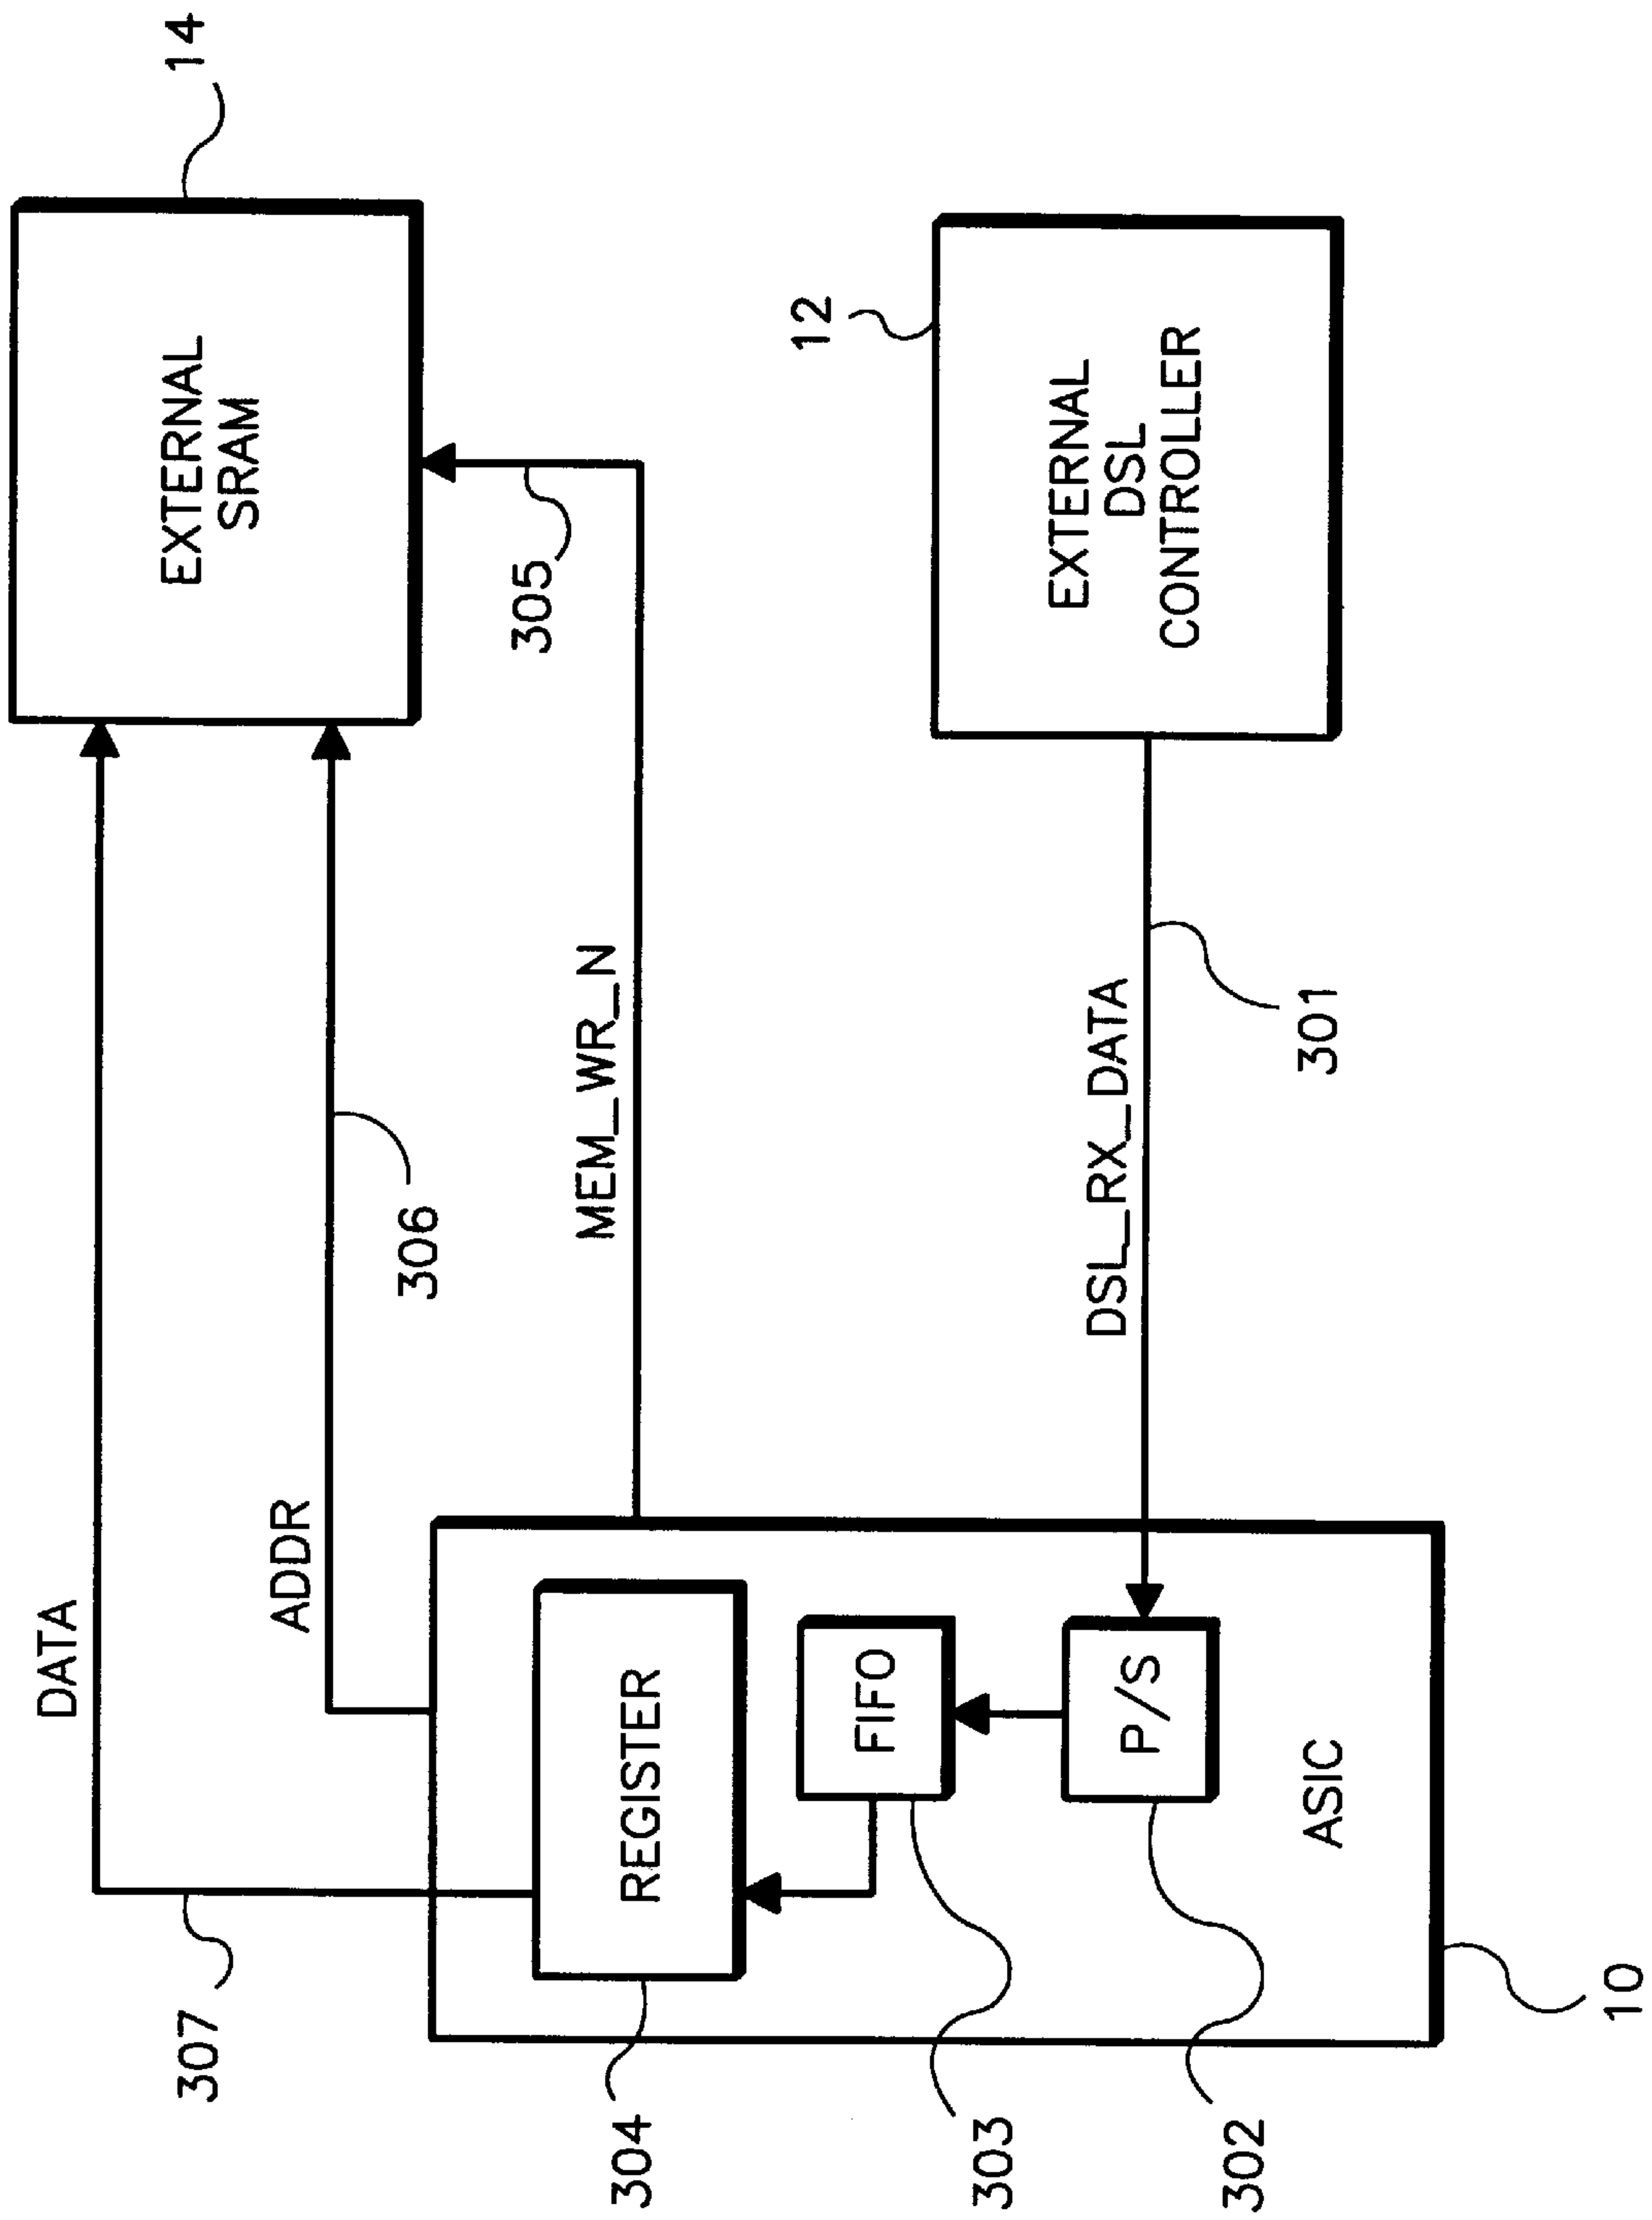 DATA
307
ADDR
306
14
EXTERNAL
SRAM
305
MEM_WR_N
304
REGISTER
303
FIFO
12
EXTERNAL
DSL
CONTROLLER
DSL_RX_DATA
301
302
P/S
ASIC
10